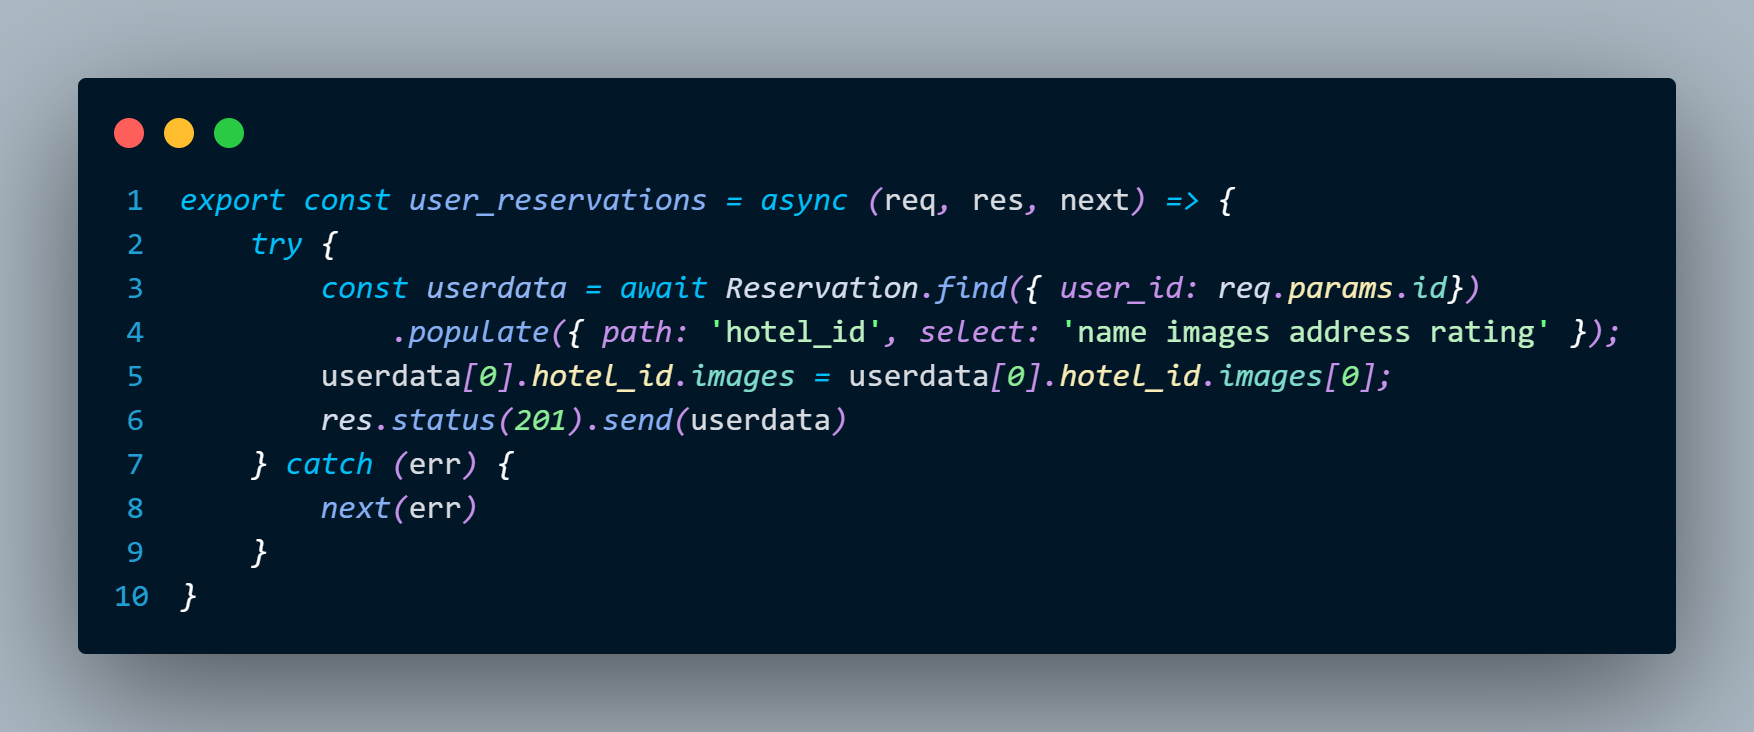 1 export const user_reservations = async (req, res, next) => {
2 try {
3 const userdata = await Reservation.find({ user_id: req.params.id})
4 .populate({ path: 'hotel_id', select: 'name images address rating' });
5 userdata[0].hotel_id.images = userdata[0].hotel_id.images[0];
6 res.status(201).send(userdata)
7 } catch (err) {
8 next(err)
9 }
10 }